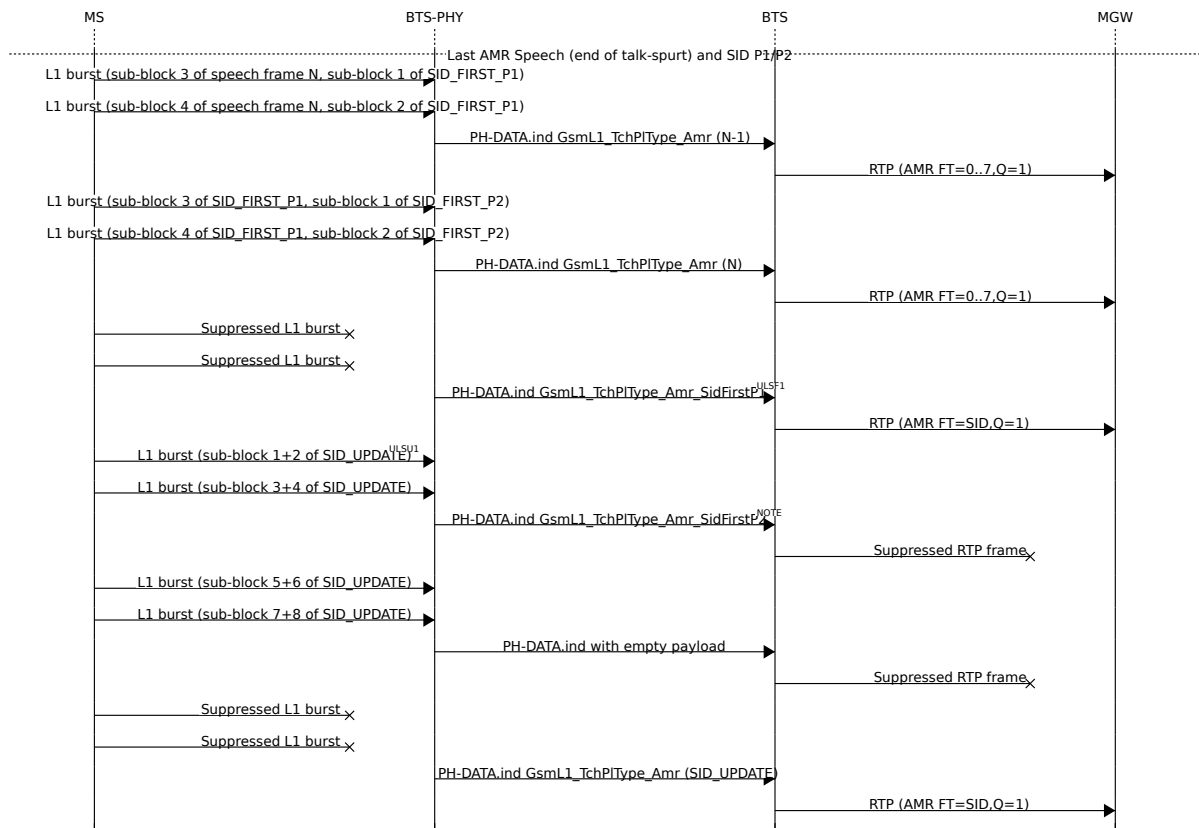 MS BTS-PHY BTS MGW
Last AMR Speech (end of talk-spurt) and SID P1/P2
L1 burst (sub-block 3 of speech frame N, sub-block 1 of SID_FIRST_P1)
L1 burst (sub-block 4 of speech frame N, sub-block 2 of SID_FIRST_P1)
PH-DATA.ind GsmL1_TchPlType_Amr (N-1)
RTP (AMR FT=0..7,Q=1)
L1 burst (sub-block 3 of SID_FIRST_P1, sub-block 1 of SID_FIRST_P2)
L1 burst (sub-block 4 of SID_FIRST_P1, sub-block 2 of SID_FIRST_P2)
PH-DATA.ind GsmL1_TchPlType_Amr (N)
RTP (AMR FT=0..7,Q=1)
Suppressed L1 burst
Suppressed L1 burst
PH-DATA.ind GsmL1_TchPlType_Amr_SidFirstP1 ULSF1
RTP (AMR FT=SID,Q=1)
L1 burst (sub-block 1+2 of SID_UPDATE) ULSU1
L1 burst (sub-block 3+4 of SID_UPDATE)
PH-DATA.ind GsmL1_TchPlType_Amr_SidFirstP2 NOTE
Suppressed RTP frame
L1 burst (sub-block 5+6 of SID_UPDATE)
L1 burst (sub-block 7+8 of SID_UPDATE)
PH-DATA.ind with empty payload
Suppressed RTP frame
Suppressed L1 burst
Suppressed L1 burst
PH-DATA.ind GsmL1_TchPlType_Amr (SID_UPDATE)
RTP (AMR FT=SID,Q=1)